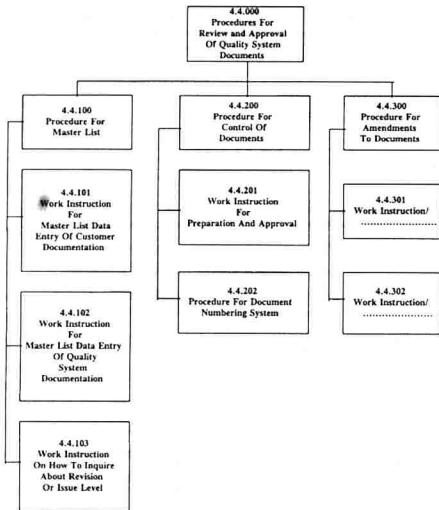 4.4.000
Procedures For
Review and Approval
Of Quality System
Documents
4.4.100
Procedure For
Master List
4.4.200
Procedure For
Control Of
Documents
4.4.300
Procedure For
Amendments
To Documents
4.4.101
Work Instruction
For
Master List Data
Entry Of Customer
Documentation
4.4.201
Work
Instruction
For
Preparation And Approval
4.4.301
Work Instruction/
........................
4.4.102
Work
Instruction
For
Master List Data Entry
Of Quality
System
Documentation
4.4.202
Procedure For Document
Numbering System
4.4.302
Work Instruction/
........................
4.4.103
Work
Instruction
On How To Inquire
About Revision
Or Issue Level